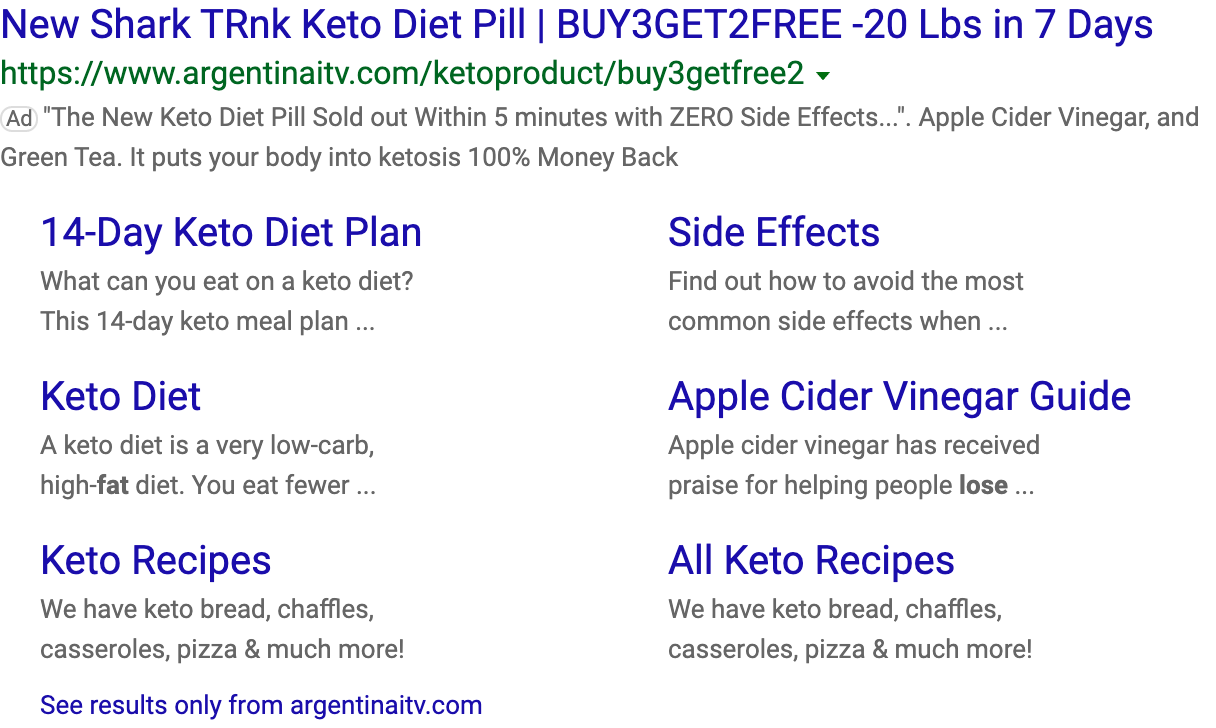 New Shark TRnk Keto Diet Pill | BUY3GET2FREE -20 Lbs in 7 Days
https://www.argentinaitv.com/ketoproduct/buy3getfree2
Ad "The New Keto Diet Pill Sold out Within 5 minutes with ZERO Side Effects...". Apple Cider Vinegar, and
Green Tea. It puts your body into ketosis 100% Money Back
14-Day Keto Diet Plan
What can you eat on a keto diet?
This 14-day keto meal plan ...
Side Effects
Find out how to avoid the most
common side effects when ...
Keto Diet
A keto diet is a very low-carb,
high-fat diet. You eat fewer ...
Apple Cider Vinegar Guide
Apple cider vinegar has received
praise for helping people lose ...
Keto Recipes
We have keto bread, chaffles,
casseroles, pizza & much more!
All Keto Recipes
We have keto bread, chaffles,
casseroles, pizza & much more!
See results only from argentinaitv.com